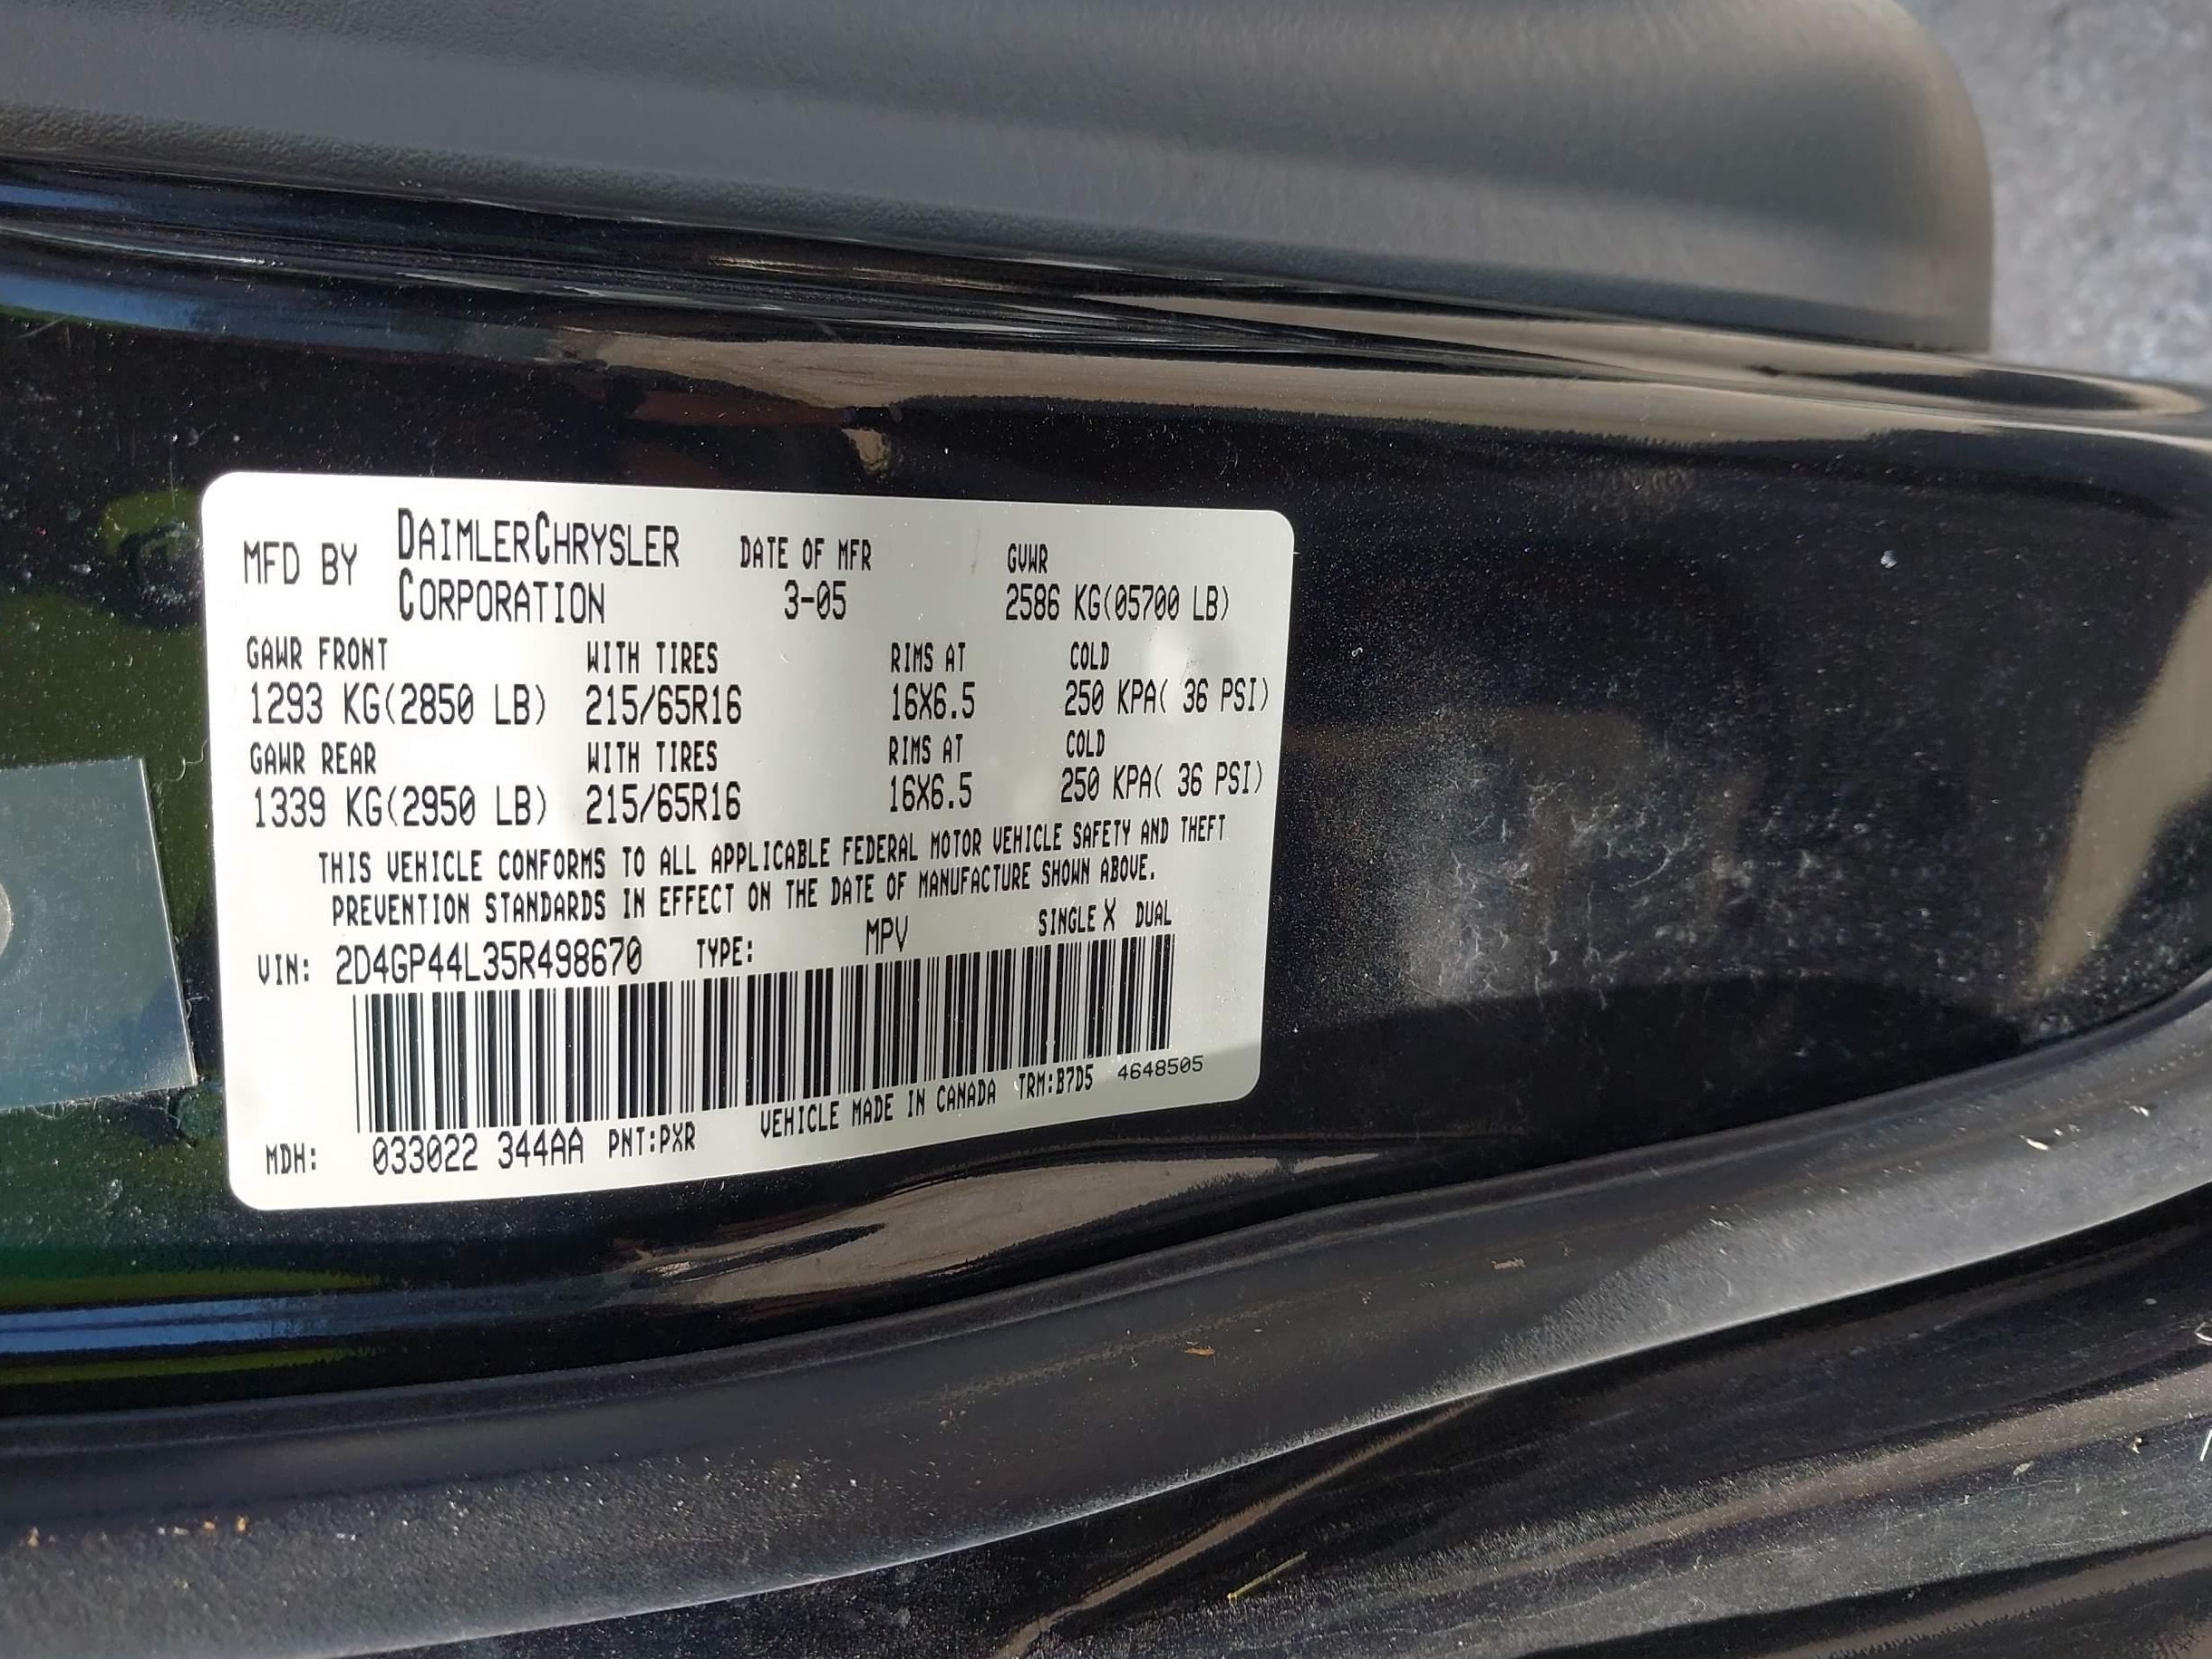 MFD BY DAIMLERCHRYSLER CORPORATION DATE OF MFR 3-05 GVWR 2586 KG(05700 LB)
GAWR FRONT WITH TIRES RIMS AT COLD
1293 KG(2850 LB) 215/65R16 16X6.5 250 KPA( 36 PSI)
GAWR REAR WITH TIRES RIMS AT COLD
1339 KG(2950 LB) 215/65R16 16X6.5 250 KPA( 36 PSI)
THIS VEHICLE CONFORMS TO ALL APPLICABLE FEDERAL MOTOR VEHICLE SAFETY AND THEFT
PREVENTION STANDARDS IN EFFECT ON THE DATE OF MANUFACTURE SHOWN ABOVE.
VIN: 2D4GP44L35R498670 TYPE: MPV SINGLE X DUAL
MDH: 033022 344AA PNT:PXR VEHICLE MADE IN CANADA TRM:B7D5 4648505